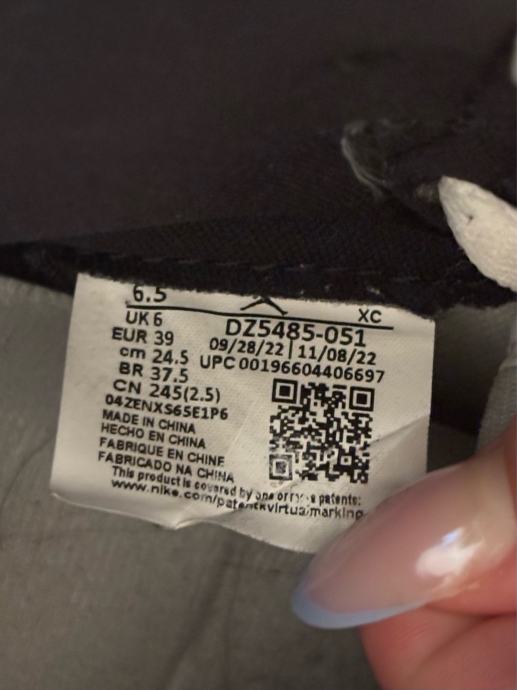 6.5
XC
UK 6
EUR 39
cm 24.5
BR 37.5
CN 245(2.5)
04ZENXS65E1P6
MADE IN CHINA
HECHO EN CHINA
FABRIQUE EN CHINE
FABRICADO NA CHINA
DZ5485-051
09/28/22 | 11/08/22
UPC 00196604406697
This product is covered by one or more patents:
www.nike.com/patentvirtualmarking